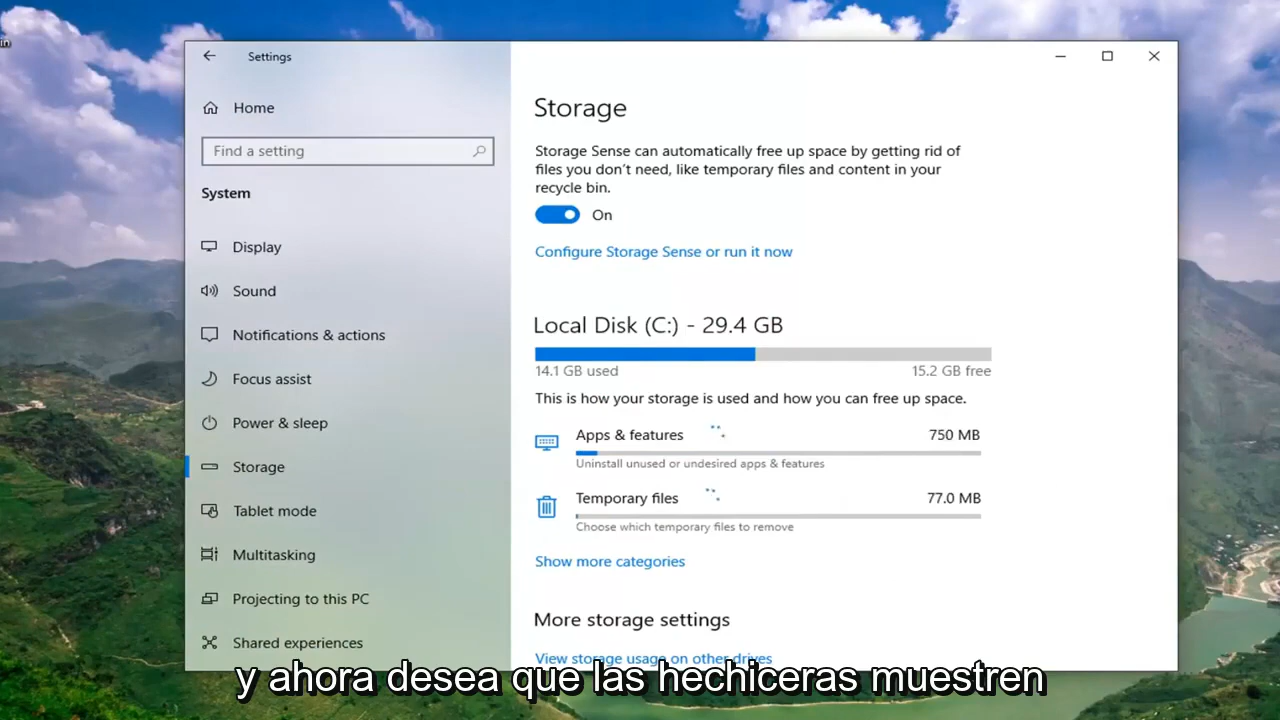 in
Settings
Home
Find a setting
System
Display
Sound
Notifications & actions
Focus assist
Power & sleep
Storage
Tablet mode
Multitasking
Projecting to this PC
Shared experiences
Storage
Storage Sense can automatically free up space by getting rid of
files you don't need, like temporary files and content in your
recycle bin.
On
Configure Storage Sense or run it now
Local Disk (C:) - 29.4 GB
14.1 GB used 15.2 GB free
This is how your storage is used and how you can free up space.
Apps & features 750 MB
Uninstall unused or undesired apps & features
Temporary files 77.0 MB
Choose which temporary files to remove
Show more categories
More storage settings
View storage usage on other drives
y ahora desea que las hechiceras muestren